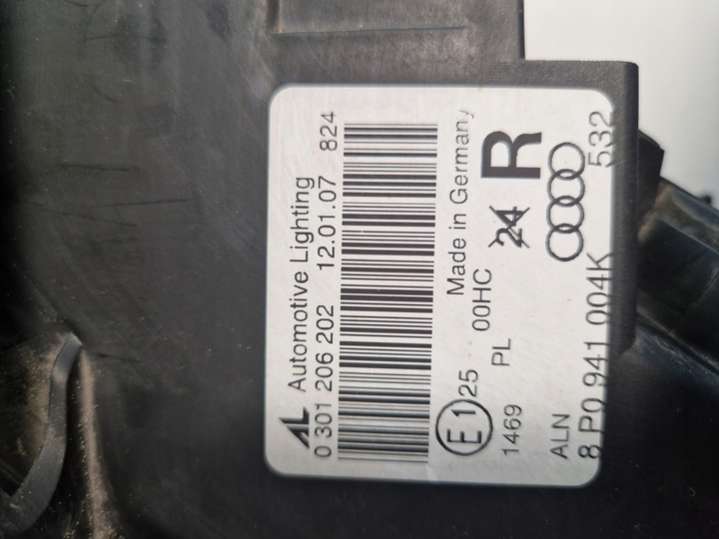 AL Automotive Lighting
0 301 206 202 12.01.07 824
E1 25 00HC Made in Germany
1469 PL 24 R
ALN
8P0 941 004K 532